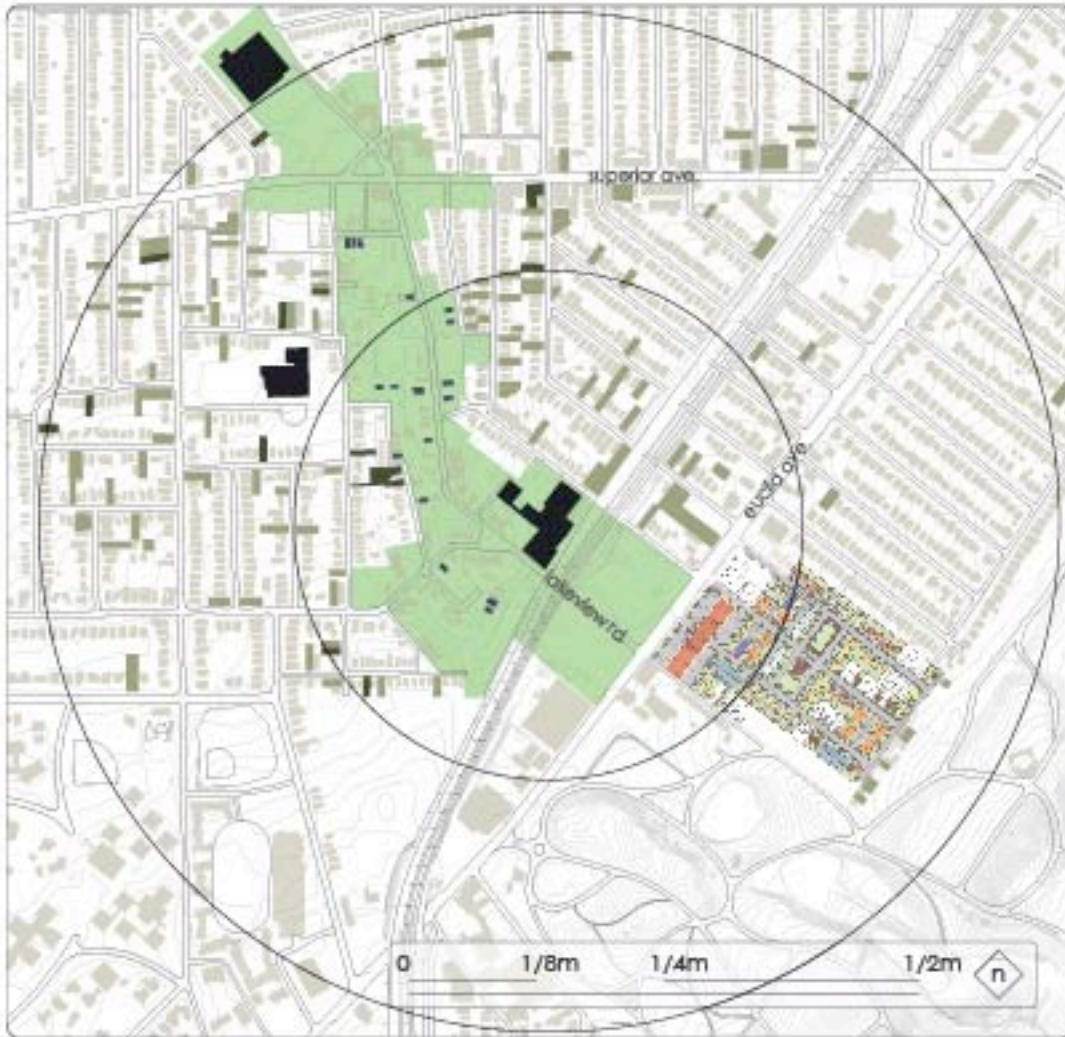 superior ave.
euclid ave
lakeview rd.
0 1/8m 1/4m 1/2m n